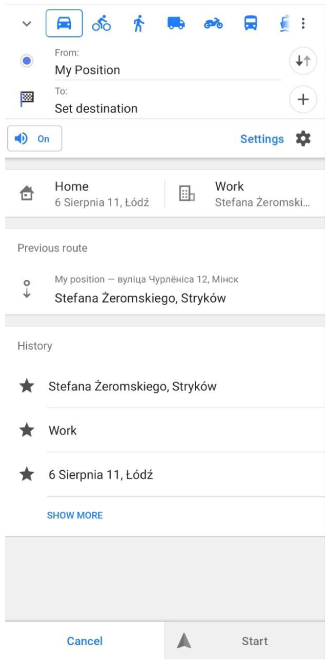 From:
My Position
To:
Set destination
On
Settings
Home
6 Sierpnia 11, Łódź
Work
Stefana Żeromski...
Previous route
My position — вуліца Чурлёніса 12, Мінск
Stefana Żeromskiego, Stryków
History
Stefana Żeromskiego, Stryków
Work
6 Sierpnia 11, Łódź
SHOW MORE
Cancel
Start